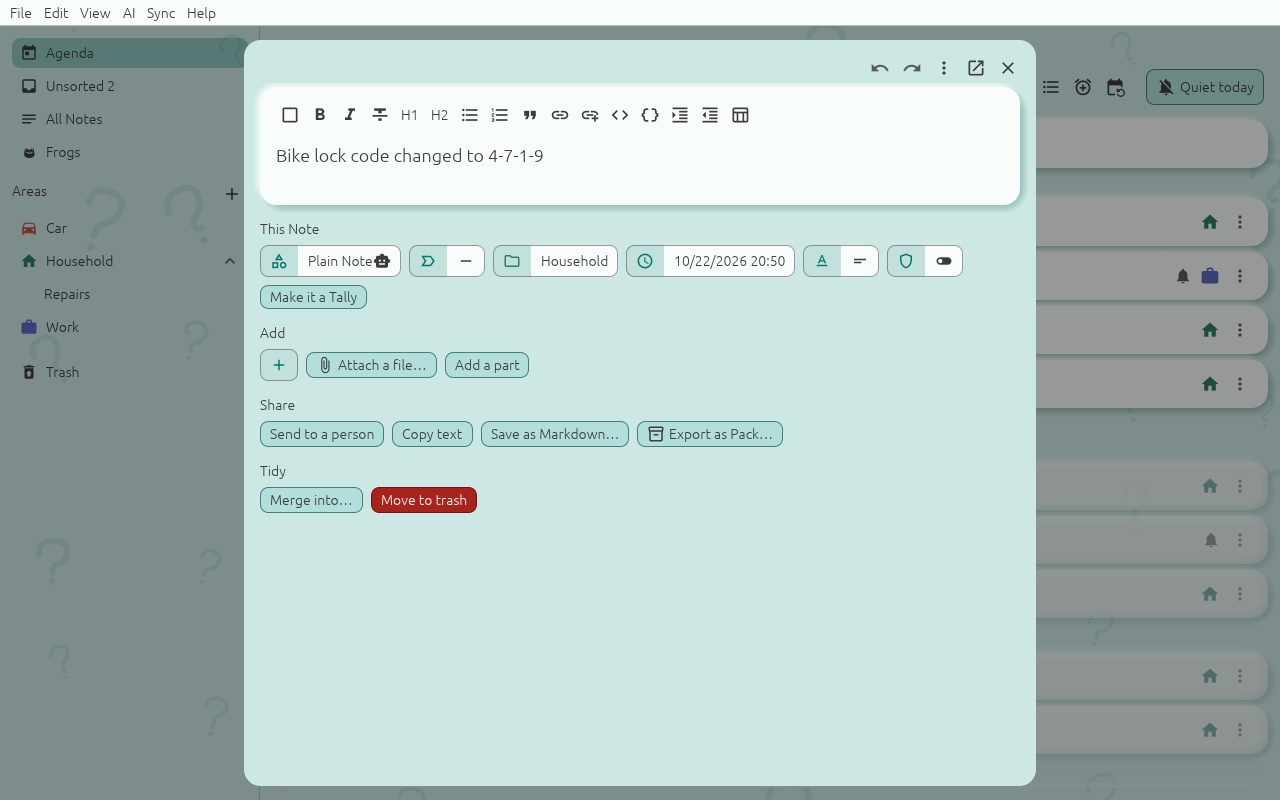 File Edit View AI Sync Help
Agenda
Unsorted 2
All Notes
Frogs
Areas
Car
Household
Repairs
Work
Trash
Quiet today
H1 H2
Bike lock code changed to 4-7-1-9
This Note
Plain Note
Household
10/22/2026 20:50
Make it a Tally
Add
Attach a file...
Add a part
Share
Send to a person
Copy text
Save as Markdown...
Export as Pack...
Tidy
Merge into...
Move to trash